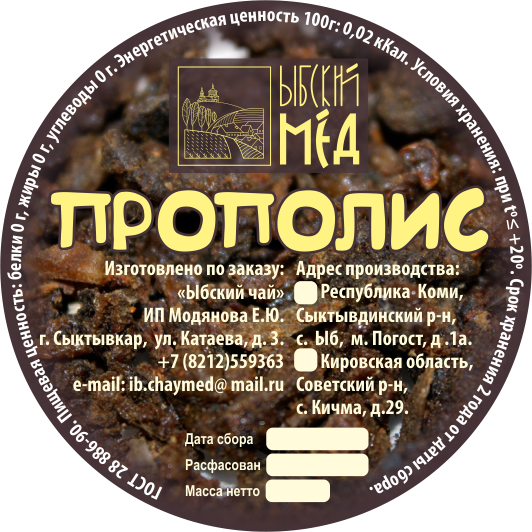 ГОСТ 28 886-90. Пищевая ценность: белки 0 г, жиры 0 г, углеводы 0 г. Энергетическая ценность 100г: 0,02 кКал. Условия хранения: при t° ≤ +20°. Срок хранения 2 года от даты сбора.
ЫБСКИЙ
МЁД
ПРОПОЛИС
Изготовлено по заказу:
«Ыбский чай»
ИП Модянова Е.Ю.
г. Сыктывкар, ул. Катаева, д. 3.
+7 (8212)559363
e-mail: ib.chaymed@ mail.ru
Адрес производства:
Республика Коми,
Сыктывдинский р-н,
с. Ыб, м. Погост, д .1а.
Кировская область,
Советский р-н,
с. Кичма, д.29.
Дата сбора
Расфасован
Масса нетто